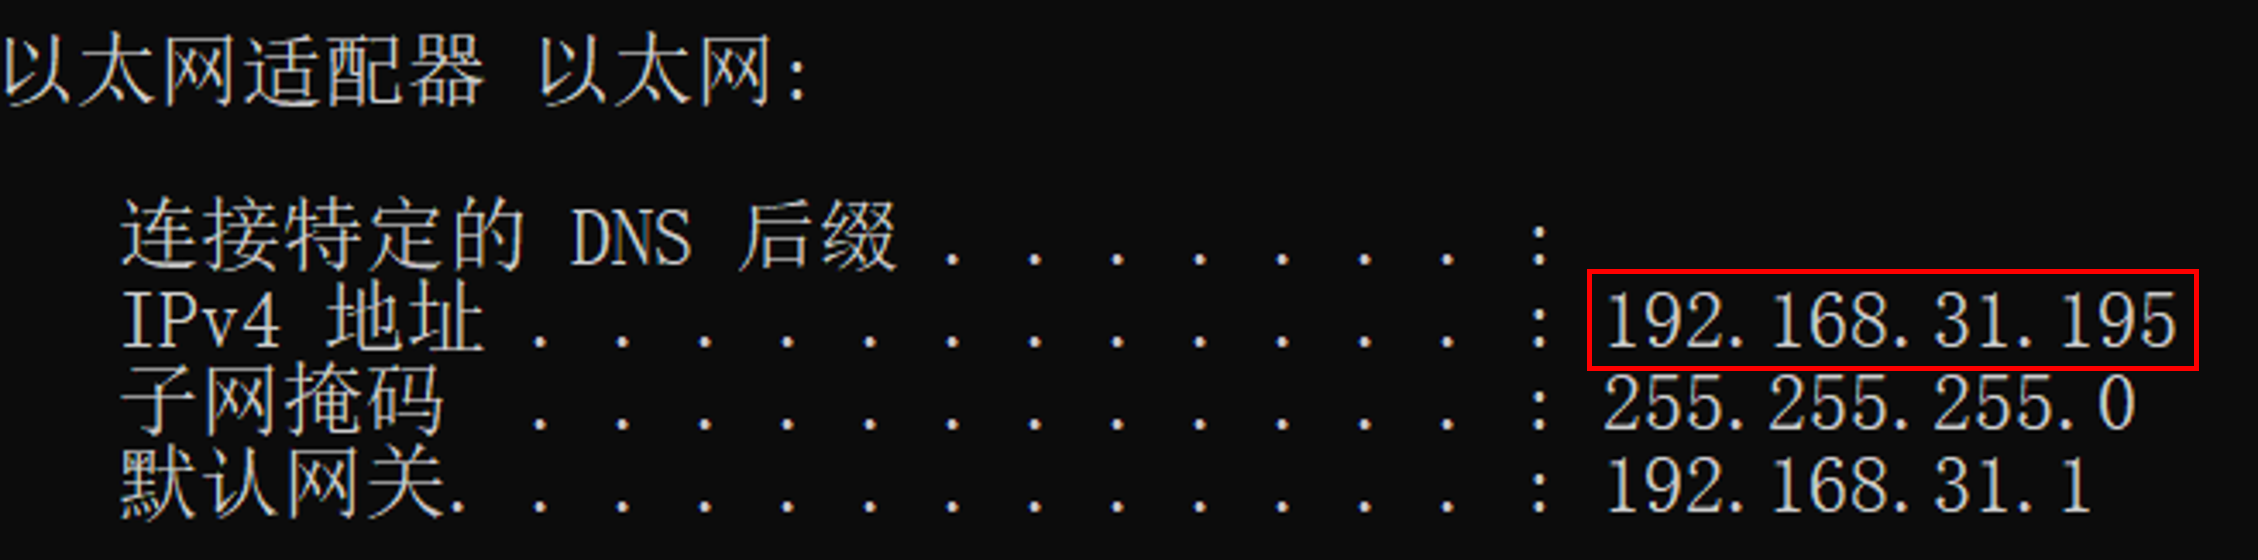 以太网适配器 以太网:
连接特定的 DNS 后缀 . . . . . . . :
IPv4 地址 . . . . . . . . . . . . : 192.168.31.195
子网掩码 . . . . . . . . . . . . : 255.255.255.0
默认网关. . . . . . . . . . . . . : 192.168.31.1